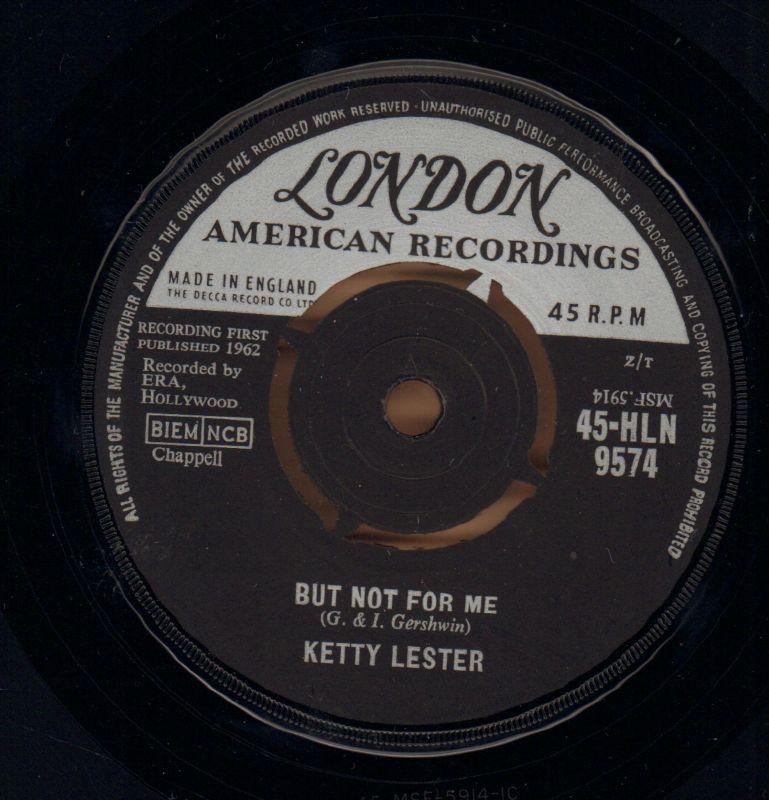 ALL RIGHTS OF THE MANUFACTURER AND OF THE OWNER OF THE RECORDED WORK RESERVED · UNAUTHORISED PUBLIC PERFORMANCE BROADCASTING AND COPYING OF THIS RECORD PROHIBITED
LONDON
AMERICAN RECORDINGS
MADE IN ENGLAND
THE DECCA RECORD CO. LTD
45 R.P.M
RECORDING FIRST
PUBLISHED 1962
Recorded by
ERA,
HOLLYWOOD
BIEM NCB
Chappell
Z/T
MSF.5914
45-HLN
9574
BUT NOT FOR ME
(G. & I. Gershwin)
KETTY LESTER
MSF-5914-1C